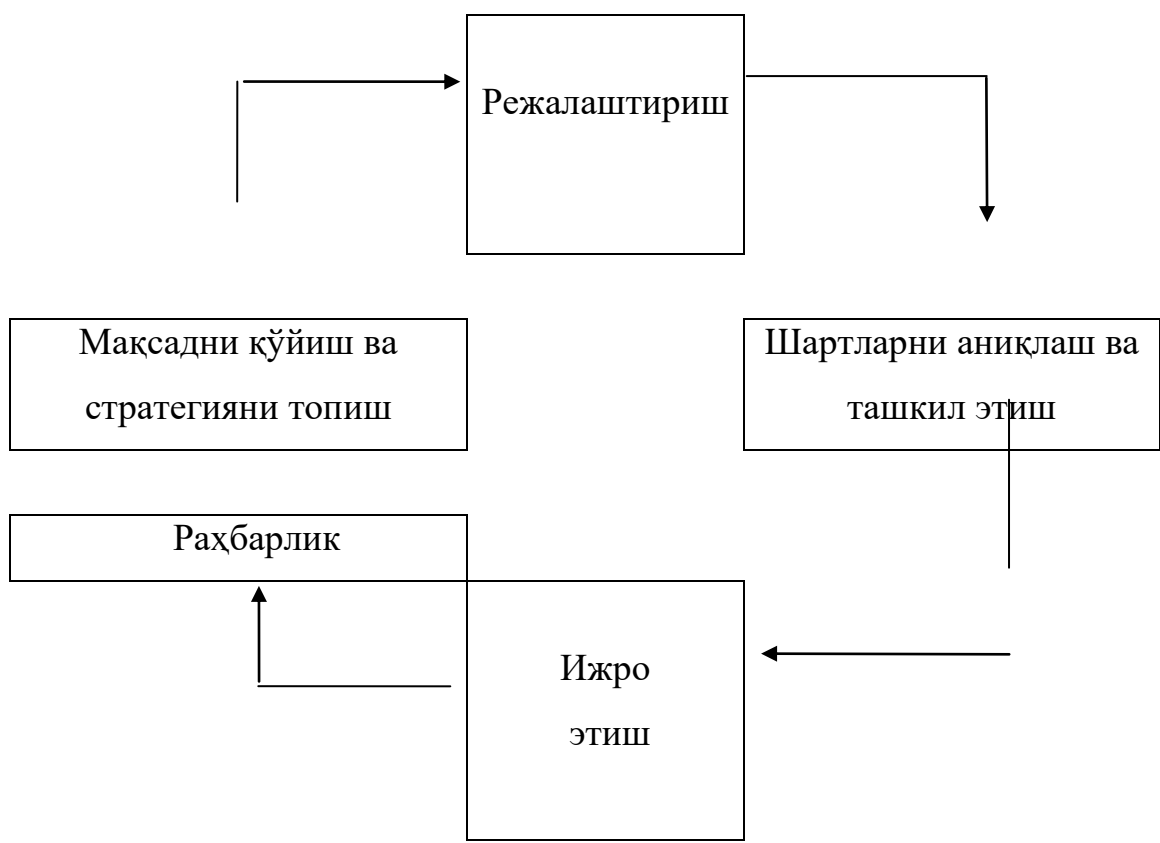 Режалаштириш
Мақсадни қўйиш ва
стратегияни топиш
Шартларни аниқлаш ва
ташкил этиш
Раҳбарлик
Ижро
этиш